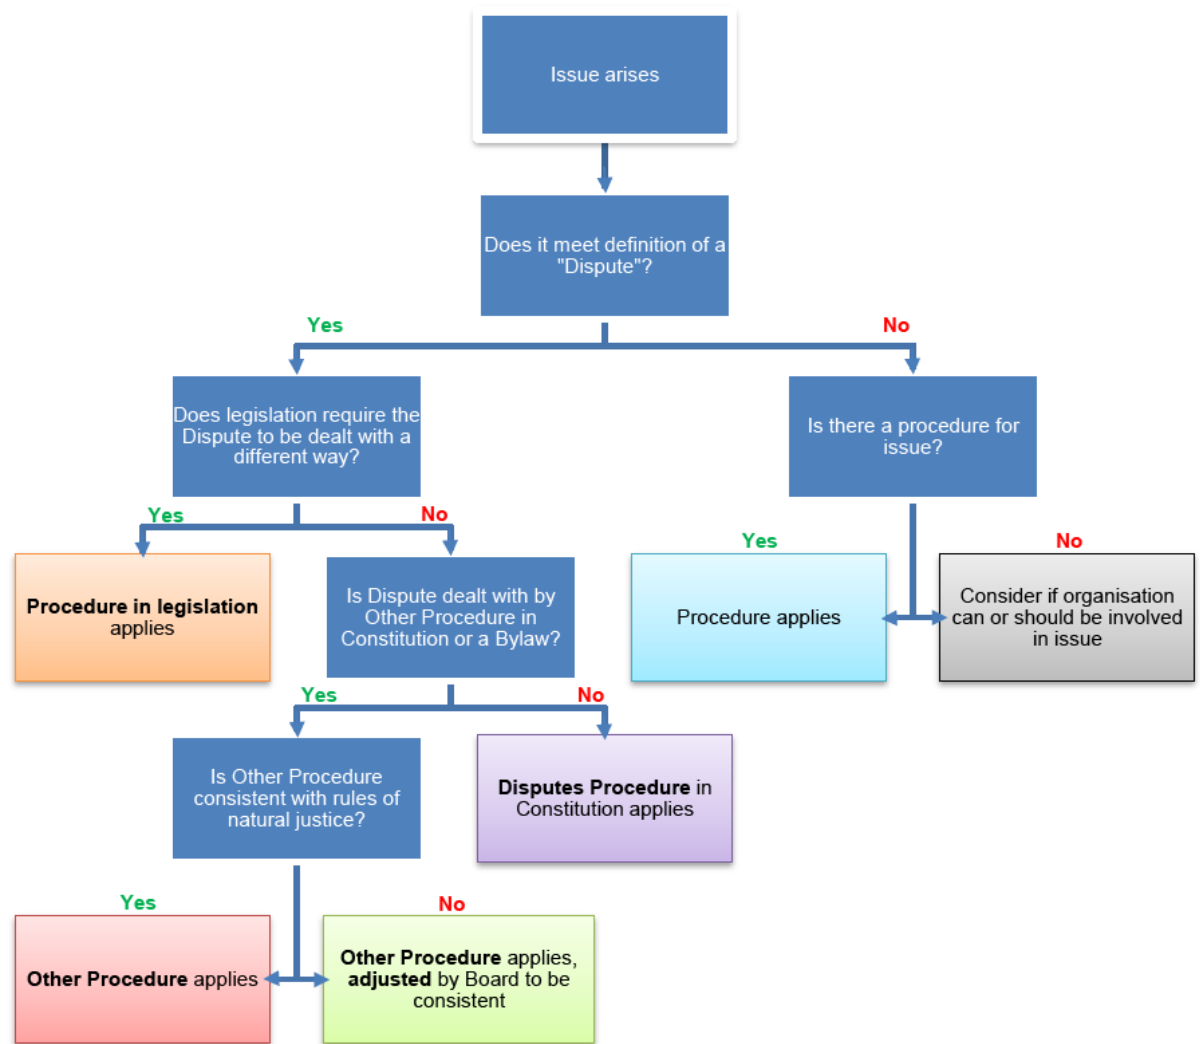 Issue arises
Does it meet definition of a
"Dispute"?
Yes
No
Does legislation require the
Dispute to be dealt with a
different way?
Is there a procedure for
issue?
Yes
No
Yes
No
Procedure in legislation
applies
Is Dispute dealt with by
Other Procedure in
Constitution or a Bylaw?
Procedure applies
Consider if organisation
can or should be involved
in issue
Yes
No
Is Other Procedure
consistent with rules of
natural justice?
Disputes Procedure in
Constitution applies
Yes
No
Other Procedure applies
Other Procedure applies,
adjusted by Board to be
consistent